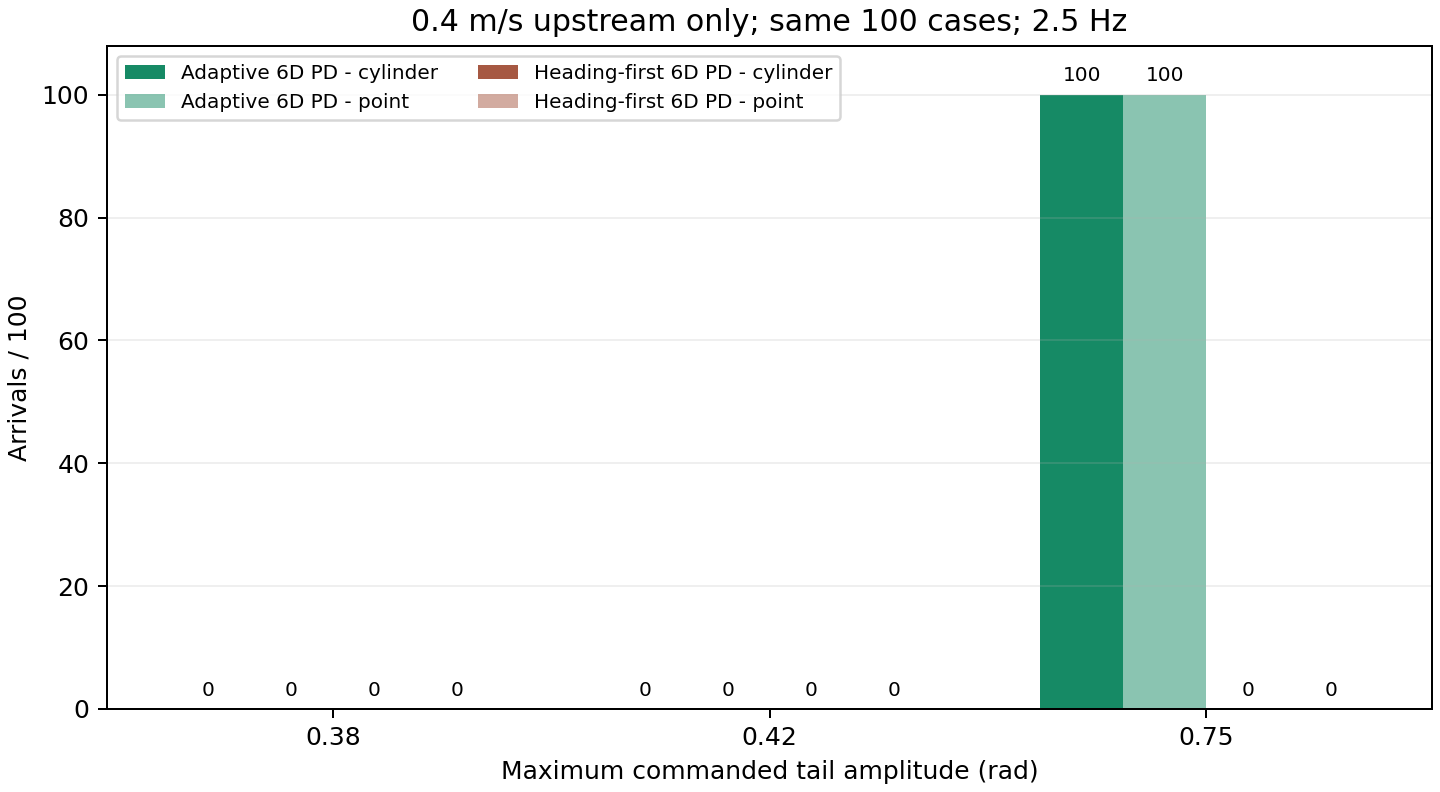 0.4 m/s upstream only; same 100 cases; 2.5 Hz
Adaptive 6D PD - cylinder
Adaptive 6D PD - point
Heading-first 6D PD - cylinder
Heading-first 6D PD - point
Arrivals / 100
100
80
60
40
20
0
0 0 0 0
0 0 0 0
100 100 0 0
0.38 0.42 0.75
Maximum commanded tail amplitude (rad)